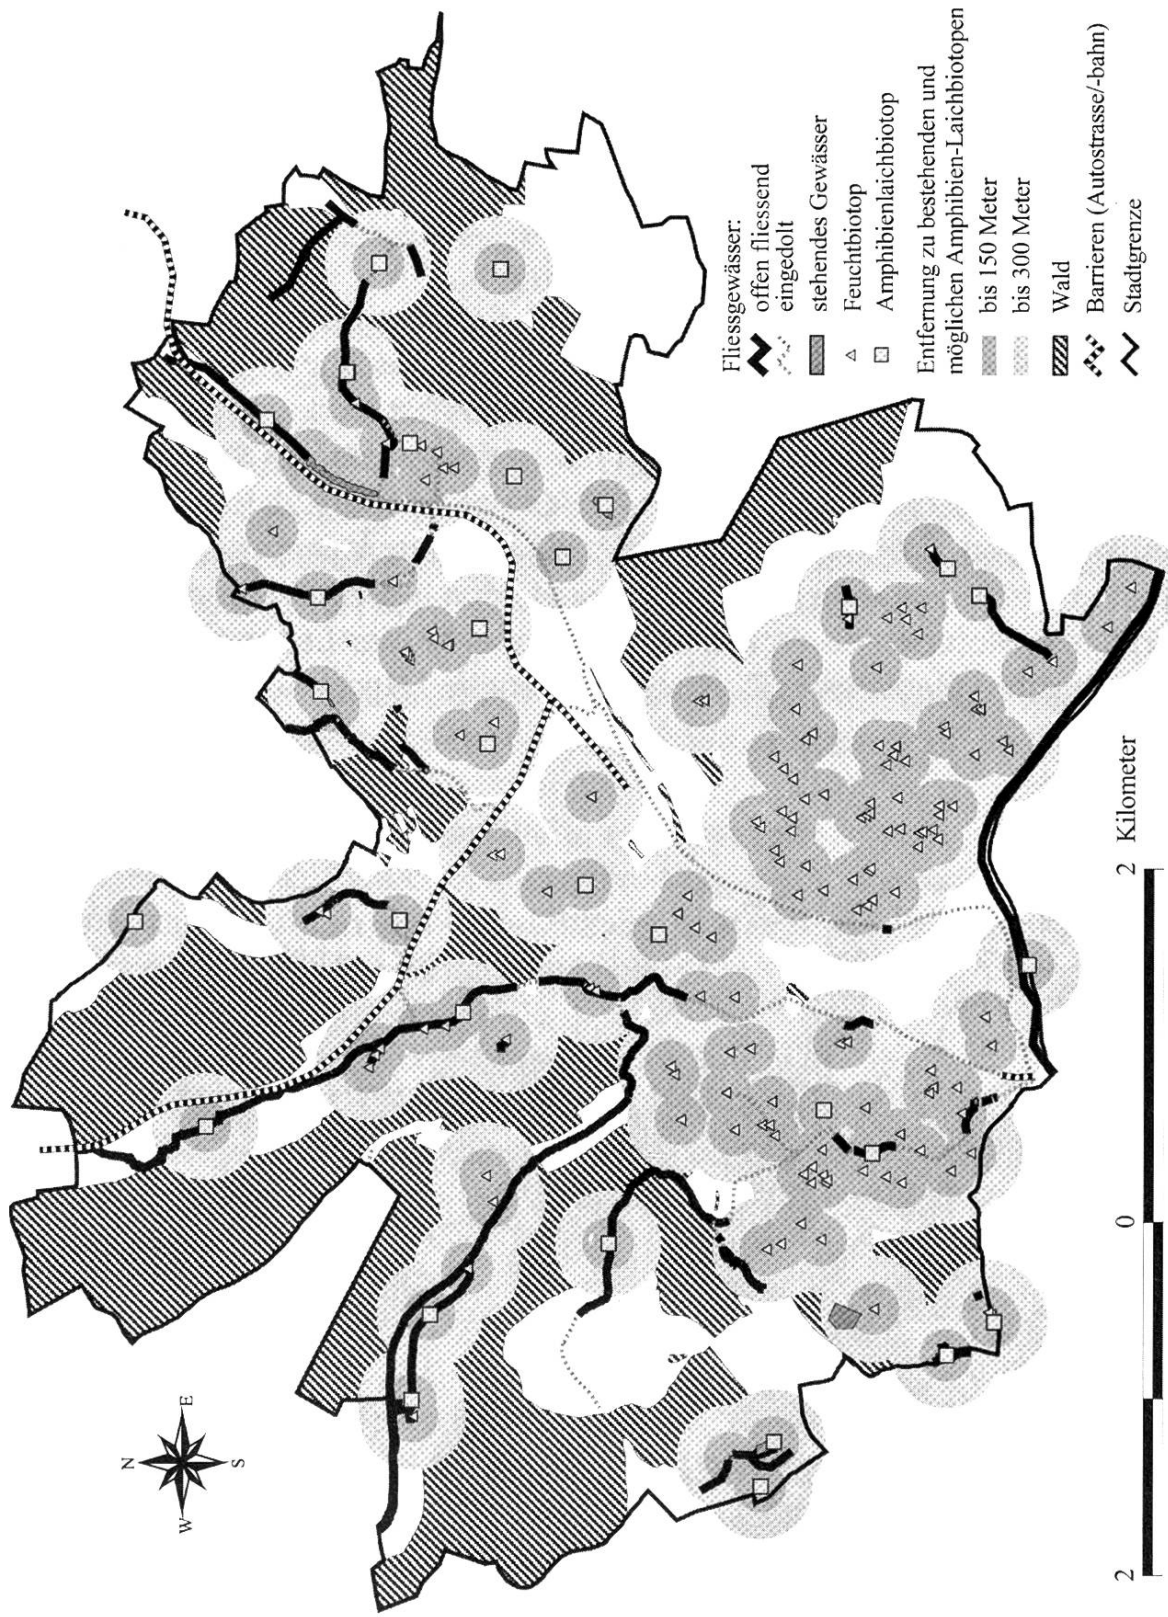 N
W
E
S
Fliessgewässer:
offen fliessend
eingedolt
stehendes Gewässer
Feuchtbiotop
Amphibienlaichbiotop
Entfernung zu bestehenden und
möglichen Amphibien-Laichbiotopen
bis 150 Meter
bis 300 Meter
Wald
Barrieren (Autostrasse/-bahn)
Stadtgrenze
2 0 2 Kilometer